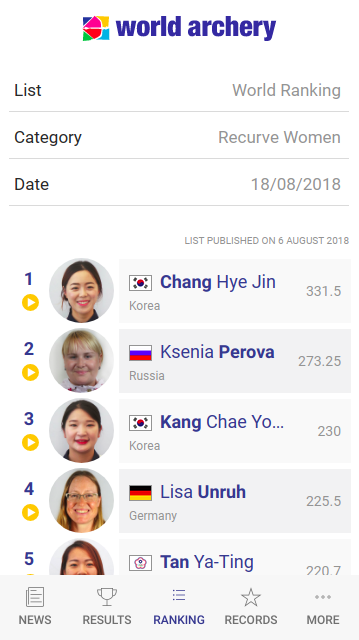 world archery
List World Ranking
Category Recurve Women
Date 18/08/2018
LIST PUBLISHED ON 6 AUGUST 2018
1 Chang Hye Jin 331.5
Korea
2 Ksenia Perova 273.25
Russia
3 Kang Chae Yo... 230
Korea
4 Lisa Unruh 225.5
Germany
5 Tan Ya-Ting 220.7
NEWS RESULTS RANKING RECORDS MORE